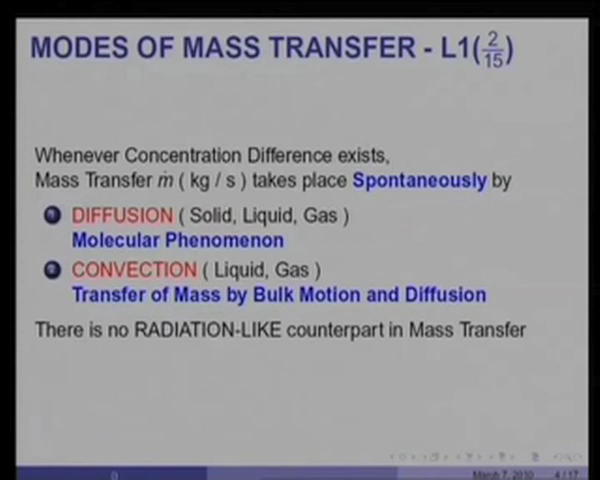 MODES OF MASS TRANSFER - L1(2/15)
Whenever Concentration Difference exists,
Mass Transfer ṁ ( kg / s ) takes place Spontaneously by
1 DIFFUSION ( Solid, Liquid, Gas )
Molecular Phenomenon
2 CONVECTION ( Liquid, Gas )
Transfer of Mass by Bulk Motion and Diffusion
There is no RADIATION-LIKE counterpart in Mass Transfer
() March 7, 2010 4 / 17